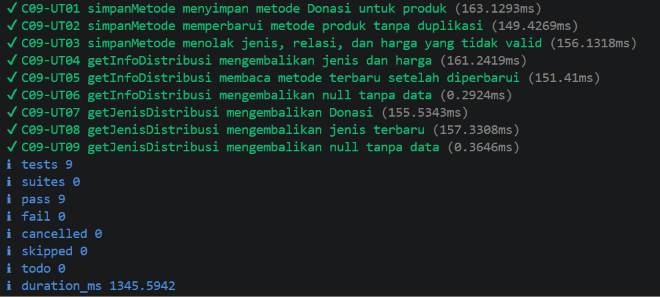 ✓ C09-UT01 simpanMetode menyimpan metode Donasi untuk produk (163.1293ms)
✓ C09-UT02 simpanMetode memperbarui metode produk tanpa duplikasi (149.4269ms)
✓ C09-UT03 simpanMetode menolak jenis, relasi, dan harga yang tidak valid (156.1318ms)
✓ C09-UT04 getInfoDistribusi mengembalikan jenis dan harga (161.2419ms)
✓ C09-UT05 getInfoDistribusi membaca metode terbaru setelah diperbarui (151.41ms)
✓ C09-UT06 getInfoDistribusi mengembalikan null tanpa data (0.2924ms)
✓ C09-UT07 getJenisDistribusi mengembalikan Donasi (155.5343ms)
✓ C09-UT08 getJenisDistribusi mengembalikan jenis terbaru (157.3308ms)
✓ C09-UT09 getJenisDistribusi mengembalikan null tanpa data (0.3646ms)
ℹ tests 9
ℹ suites 0
ℹ pass 9
ℹ fail 0
ℹ cancelled 0
ℹ skipped 0
ℹ todo 0
ℹ duration_ms 1345.5942